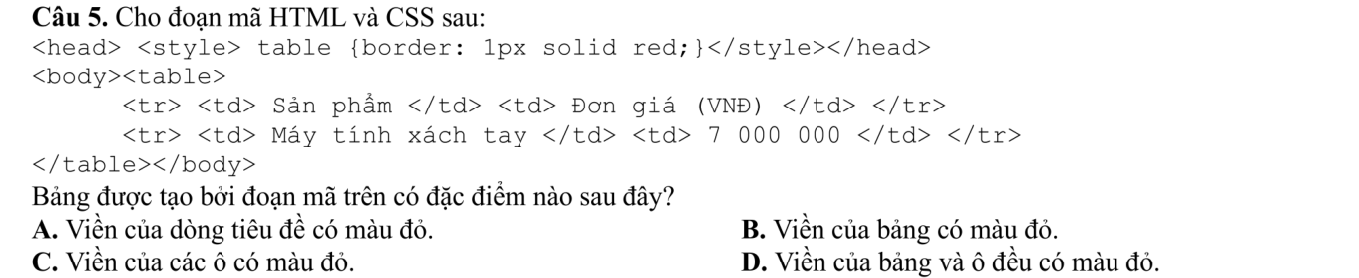 Câu 5. Cho đoạn mã HTML và CSS sau:
<head> <style> table {border: 1px solid red;}</style></head>
<body><table>
<tr> <td> Sản phẩm </td> <td> Đơn giá (VNĐ) </td> </tr>
<tr> <td> Máy tính xách tay </td> <td> 7 000 000 </td> </tr>
</table></body>
Bảng được tạo bởi đoạn mã trên có đặc điểm nào sau đây?
A. Viền của dòng tiêu đề có màu đỏ. B. Viền của bảng có màu đỏ.
C. Viền của các ô có màu đỏ. D. Viền của bảng và ô đều có màu đỏ.